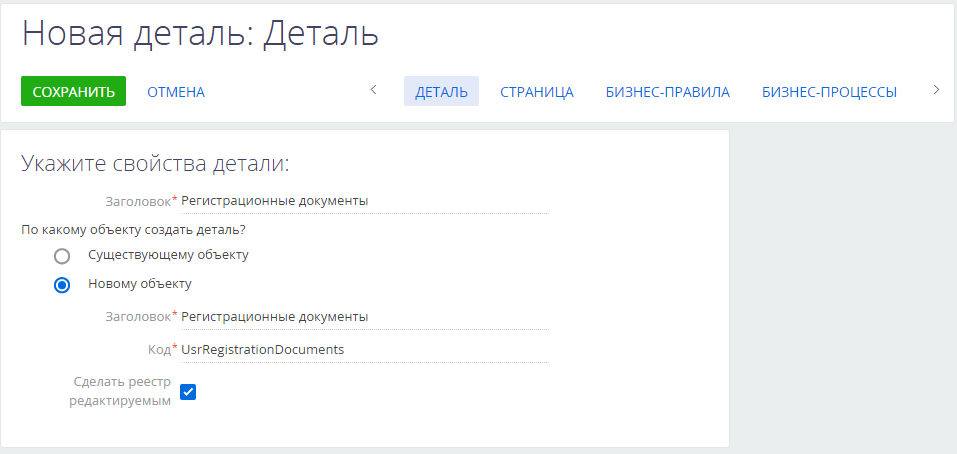 Новая деталь: Деталь
СОХРАНИТЬ ОТМЕНА ДЕТАЛЬ СТРАНИЦА БИЗНЕС-ПРАВИЛА БИЗНЕС-ПРОЦЕССЫ
Укажите свойства детали:
Заголовок* Регистрационные документы
По какому объекту создать деталь?
Существующему объекту
Новому объекту
Заголовок* Регистрационные документы
Код* UsrRegistrationDocuments
Сделать реестр
редактируемым